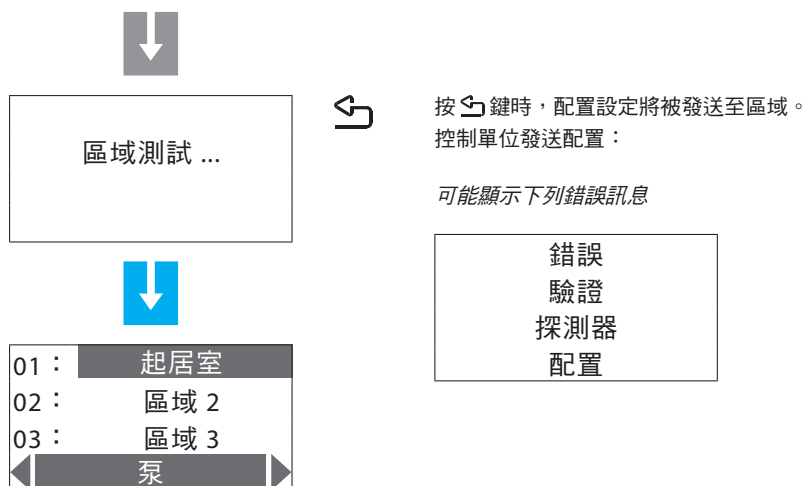 區域測試 ...
按 鍵時，配置設定將被發送至區域。
控制單位發送配置：
可能顯示下列錯誤訊息
錯誤
驗證
探測器
配置
01： 起居室
02： 區域 2
03： 區域 3
泵